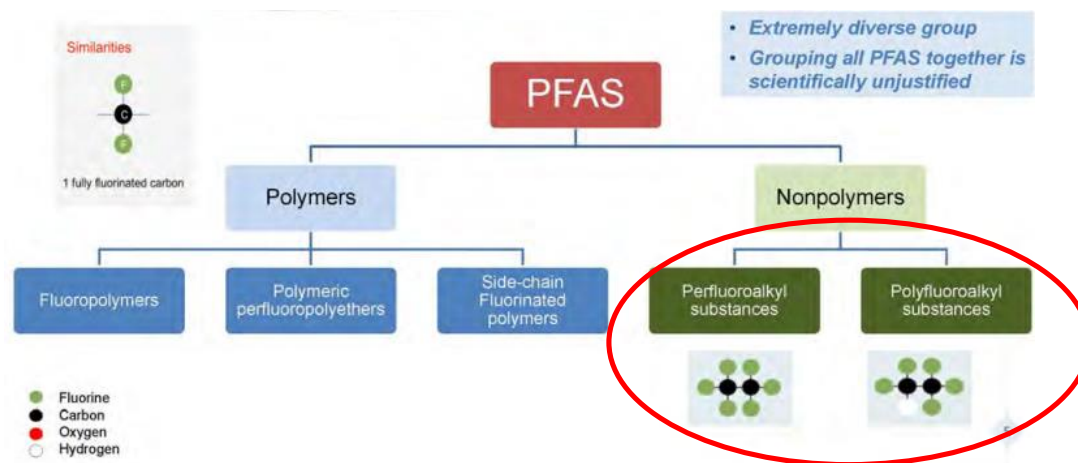 Similarities
F
C
F
1 fully fluorinated carbon
• Extremely diverse group
• Grouping all PFAS together is
scientifically unjustified
PFAS
Polymers
Nonpolymers
Fluoropolymers
Polymeric
perfluoropolyethers
Side-chain
Fluorinated
polymers
Perfluoroalkyl
substances
Polyfluoroalkyl
substances
Fluorine
Carbon
Oxygen
Hydrogen